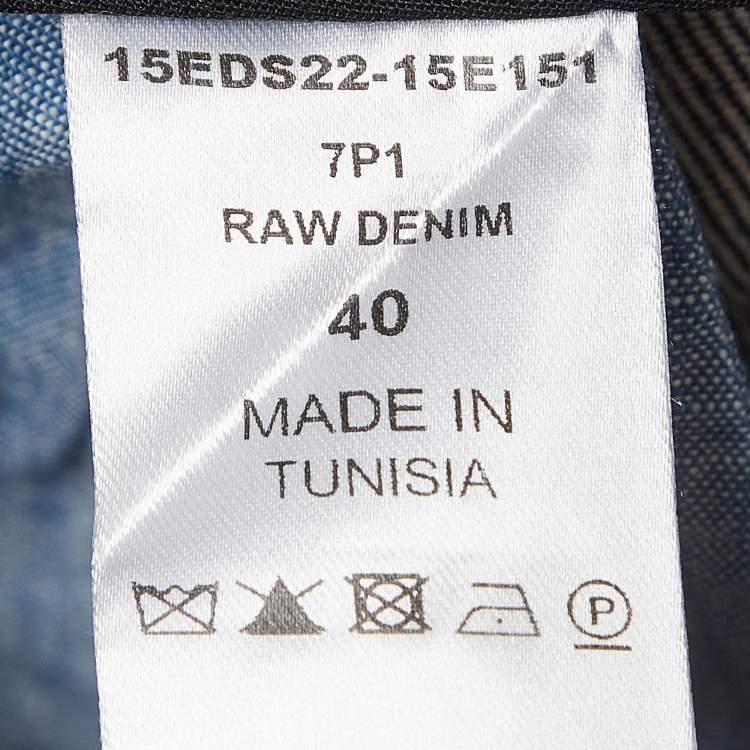 15EDS22-15E151
7P1
RAW DENIM
40
MADE IN
TUNISIA
P